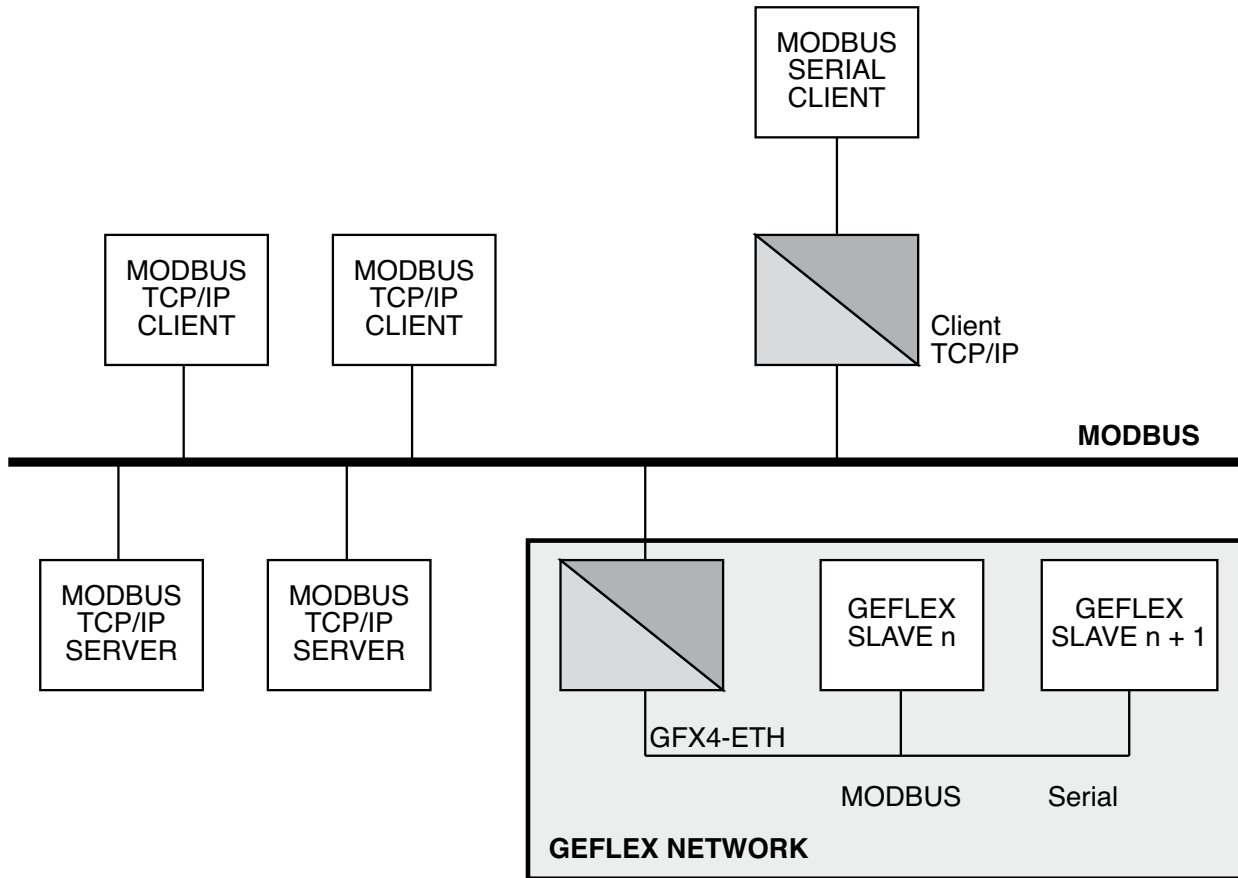 MODBUS
SERIAL
CLIENT
MODBUS
TCP/IP
CLIENT
MODBUS
TCP/IP
CLIENT
Client
TCP/IP
MODBUS
MODBUS
TCP/IP
SERVER
MODBUS
TCP/IP
SERVER
GEFLEX
SLAVE n
GEFLEX
SLAVE n + 1
GFX4-ETH
MODBUS
Serial
GEFLEX NETWORK